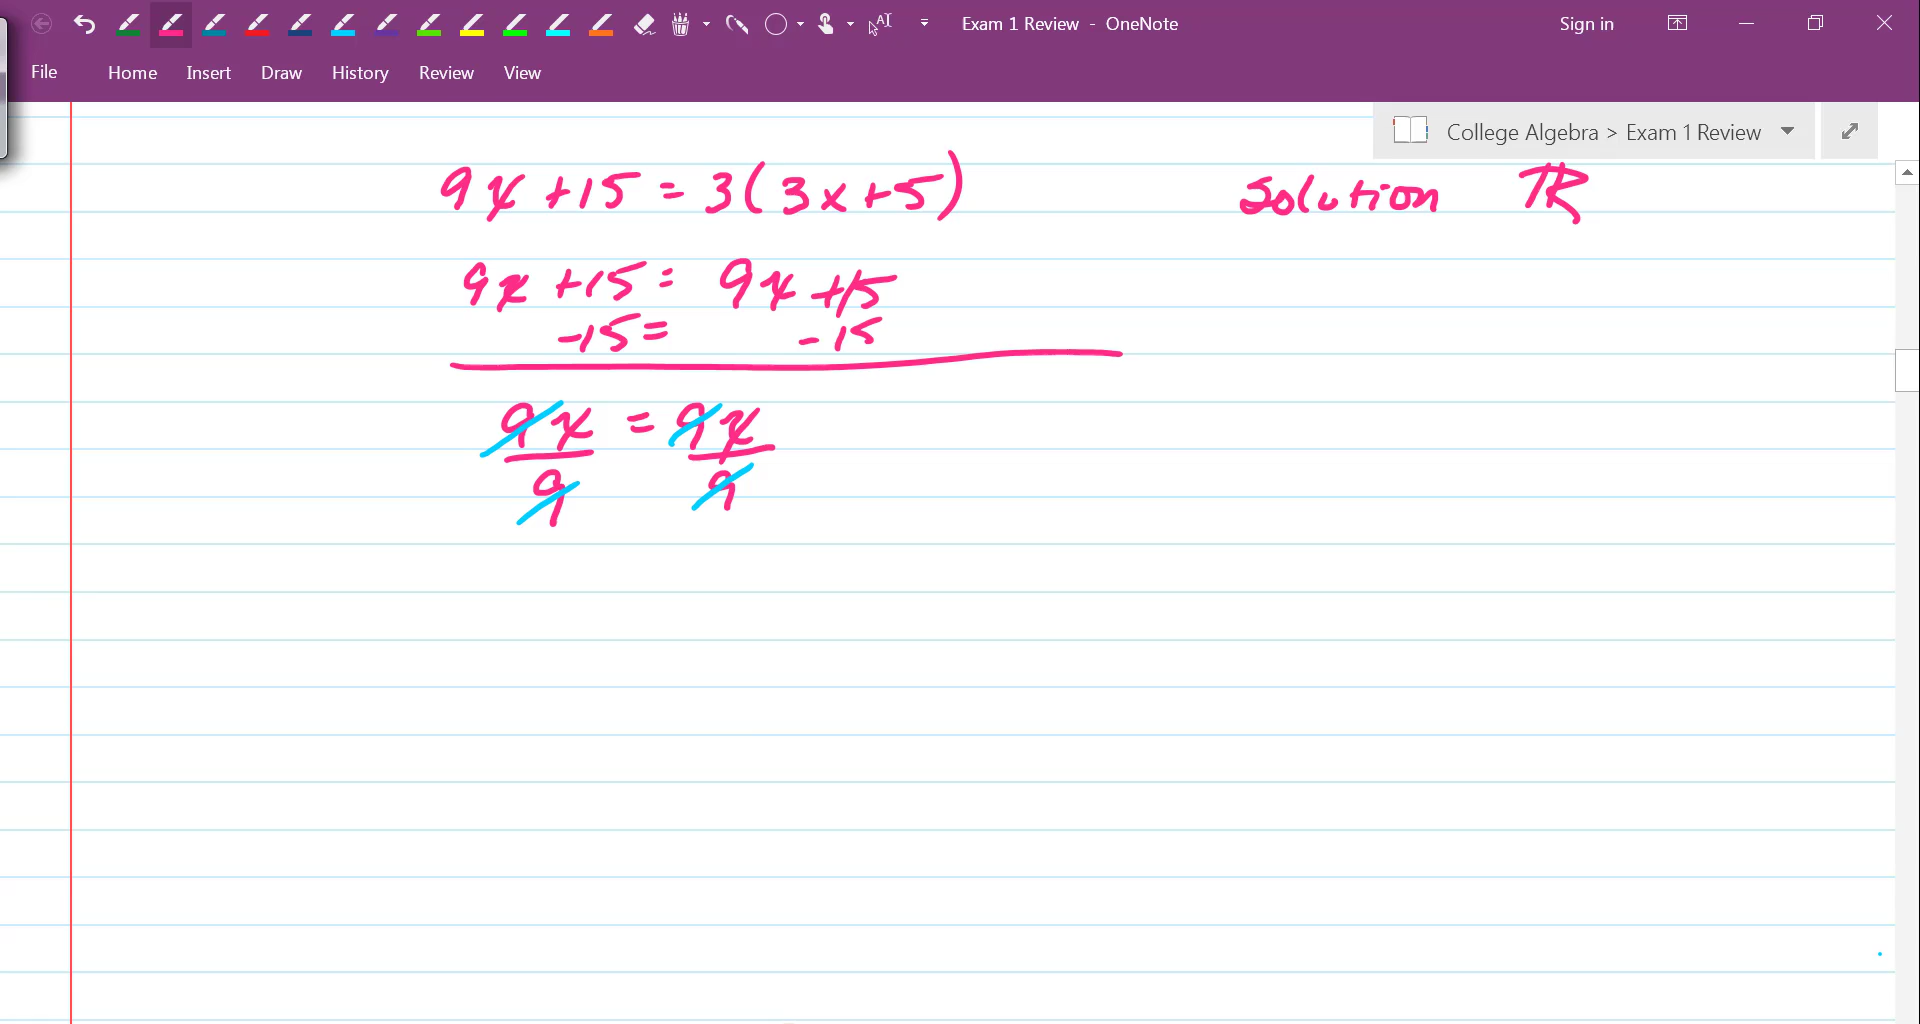 Exam 1 Review - OneNote
Sign in
File Home Insert Draw History Review View
College Algebra > Exam 1 Review
9x +15 = 3(3x+5) Solution ℝ
9x +15 = 9x +15
-15 = -15
9x = 9x
9 9